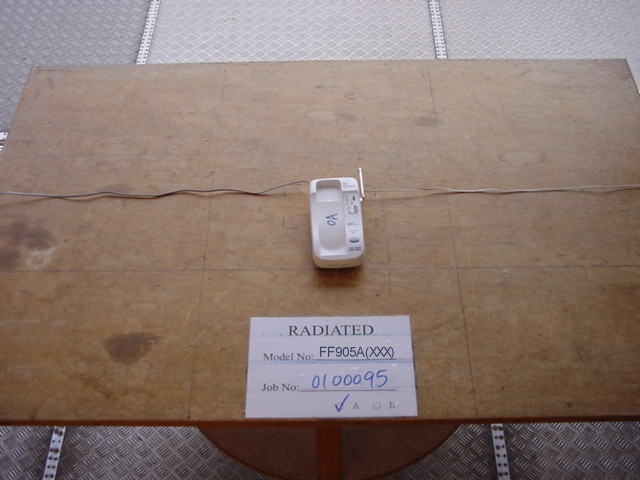 RADIATED
Model No: FF905A(XXX)
Job No: 0100095
✓ A □ B